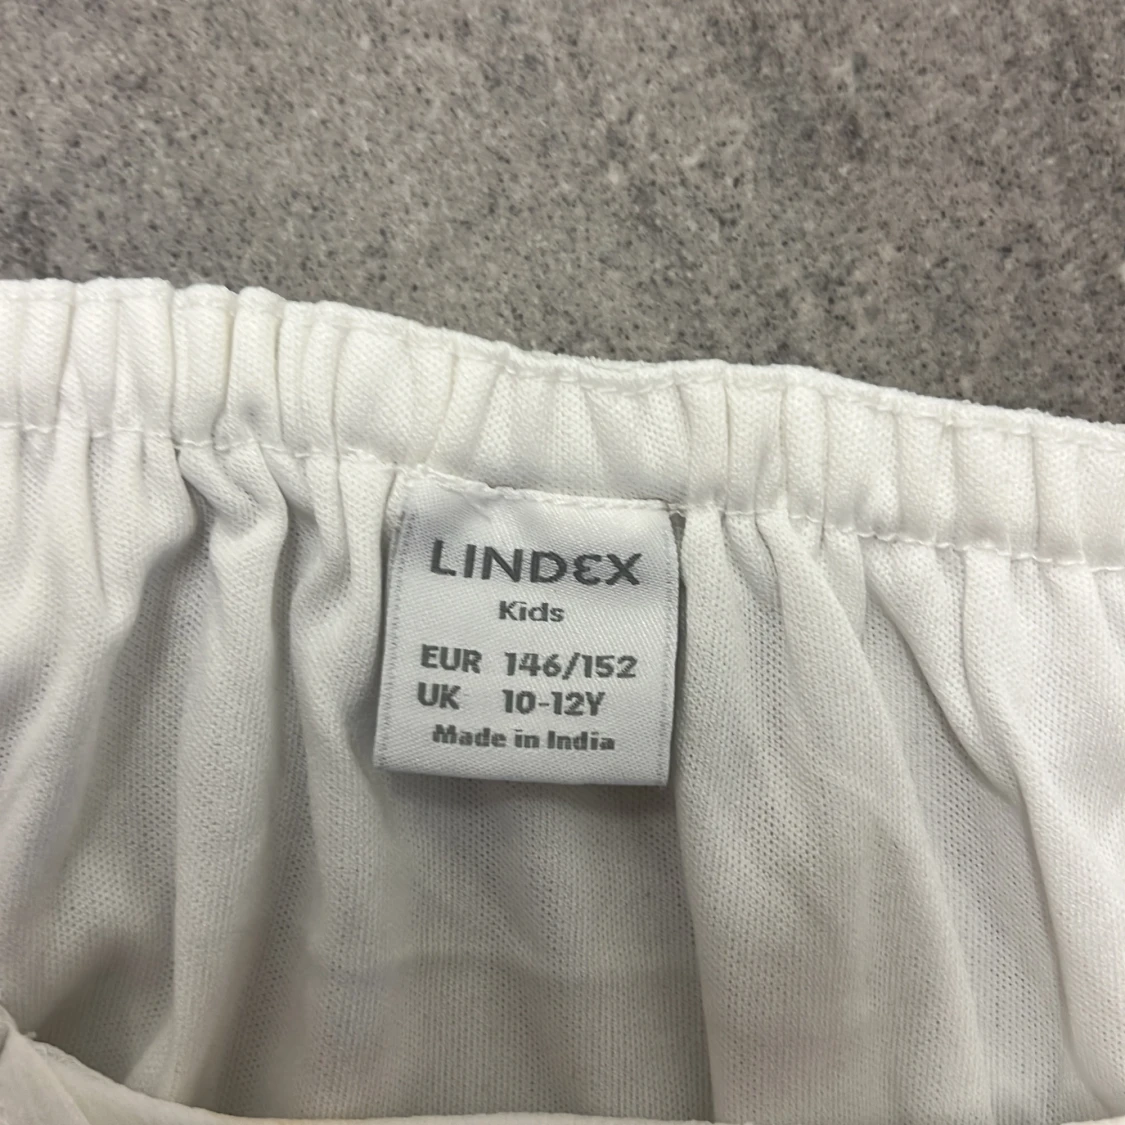 LINDEX
Kids
EUR 146/152
UK 10-12Y
Made in India